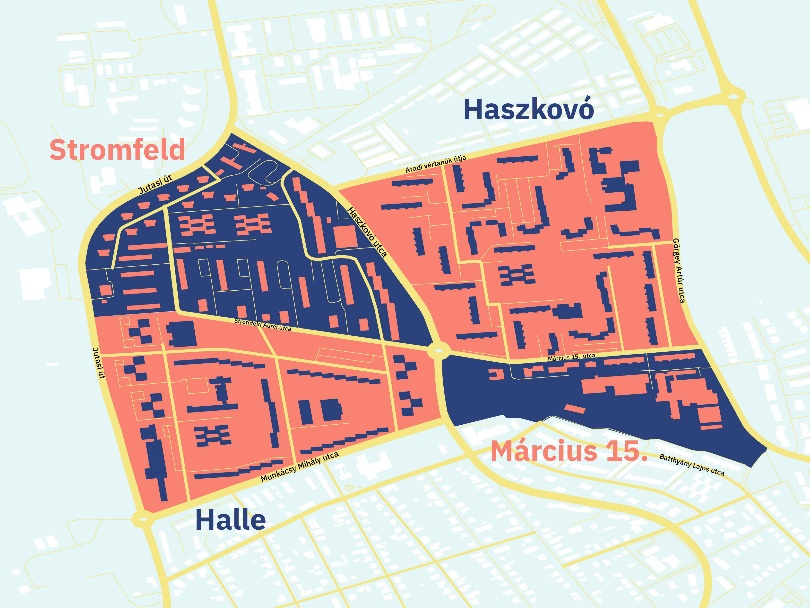 Haszkovó
Stromfeld
Aradi vértanúk útja
Jutasi út
Haszkovó utca
Görgey Artúr utca
Stromfeld Aurél utca
Jutasi út
Március 15. utca
Március 15.
Batthyány Lajos utca
Munkácsy Mihály utca
Halle